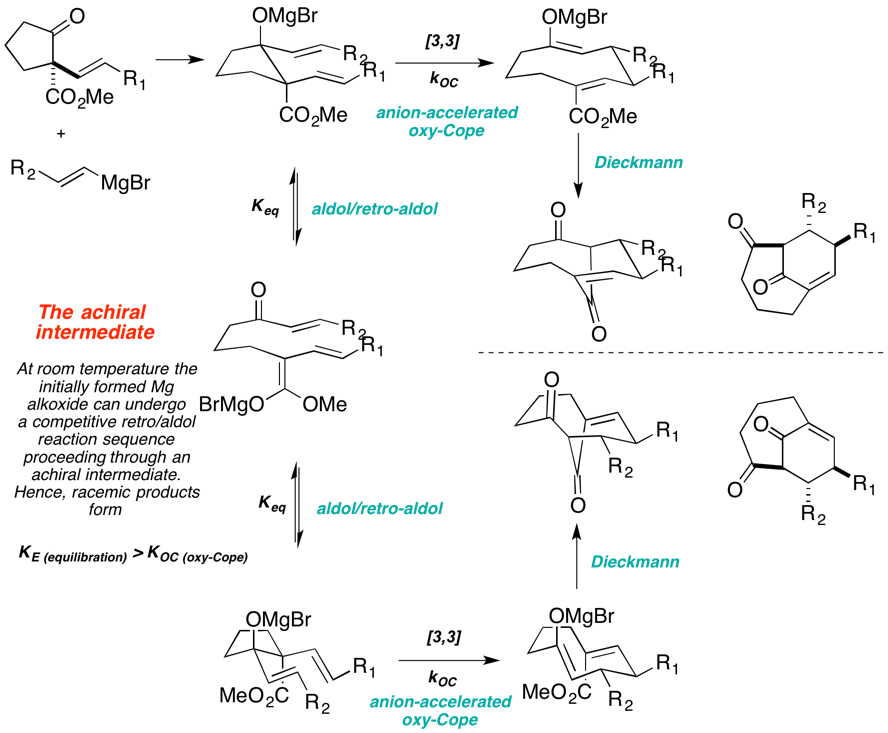 O
R1
CO2Me
+
R2
MgBr
OMgBr
R2
R1
CO2Me
[3,3]
kOC
anion-accelerated
oxy-Cope
OMgBr
R2
R1
CO2Me
Dieckmann
Keq
aldol/retro-aldol
O
R2
R1
O
O
R2
R1
O
The achiral
intermediate
At room temperature the
initially formed Mg
alkoxide can undergo
a competitive retro/aldol
reaction sequence
proceeding through an
achiral intermediate.
Hence, racemic products
form
KE (equilibration) > KOC (oxy-Cope)
O
R2
R1
BrMgO
OMe
Keq
aldol/retro-aldol
O
R1
R2
O
O
O
R1
R2
Dieckmann
OMgBr
R1
MeO2C
R2
[3,3]
kOC
anion-accelerated
oxy-Cope
OMgBr
R1
MeO2C
R2